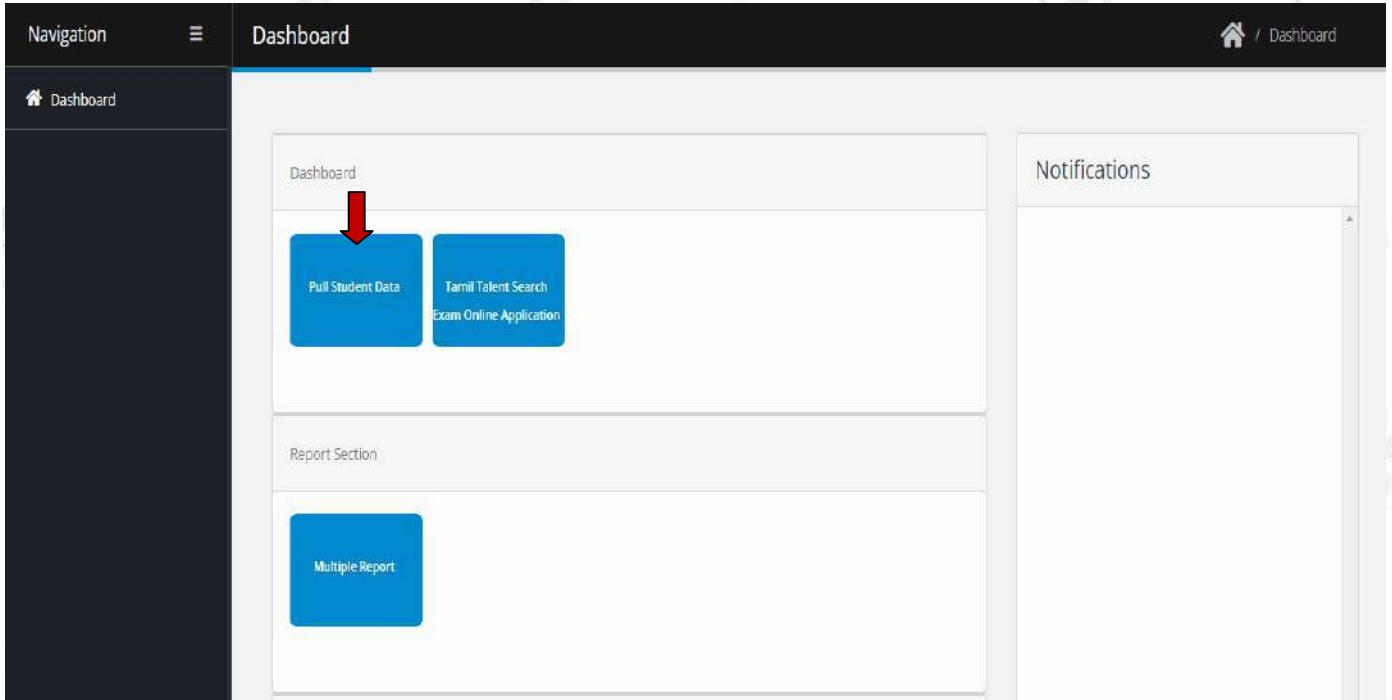 Navigation
Dashboard
/ Dashboard
Dashboard
Dashboard
Notifications
Pull Student Data
Tamil Talent Search
Exam Online Application
Report Section
Multiple Report